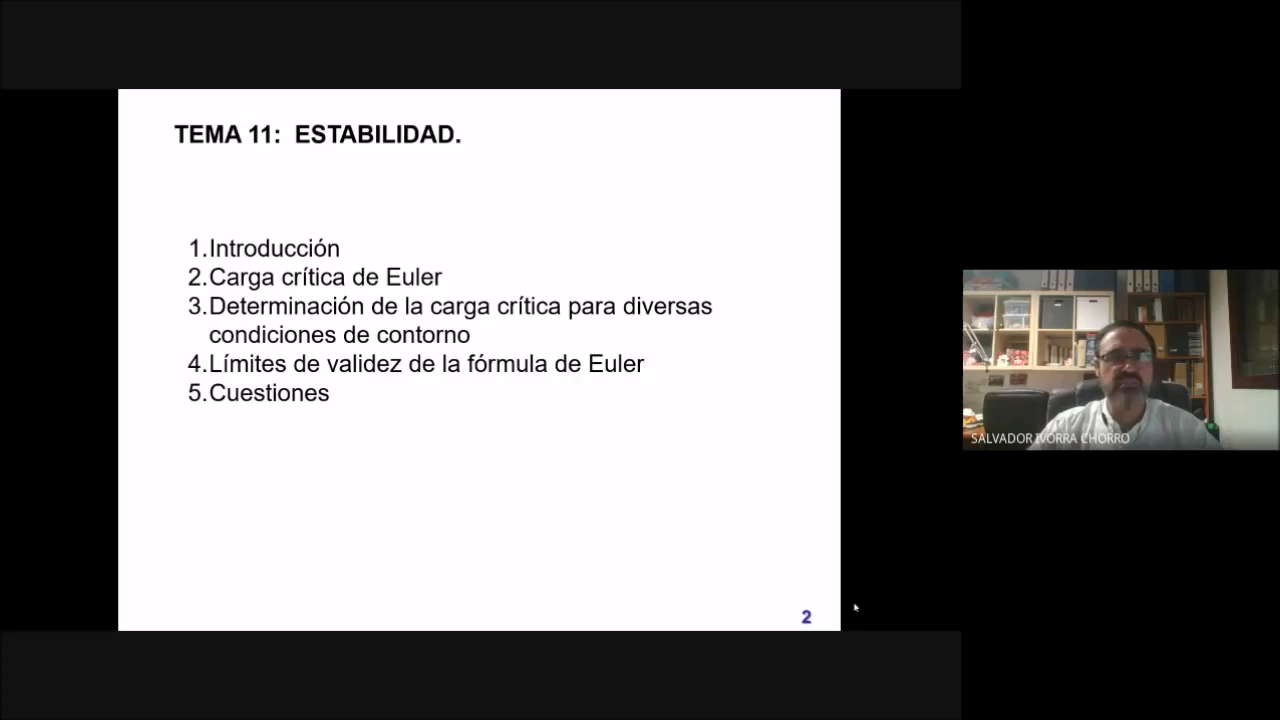 TEMA 11: ESTABILIDAD.
1.Introducción
2.Carga crítica de Euler
3.Determinación de la carga crítica para diversas
condiciones de contorno
4.Límites de validez de la fórmula de Euler
5.Cuestiones
2
SALVADOR IVORRA CHORRO